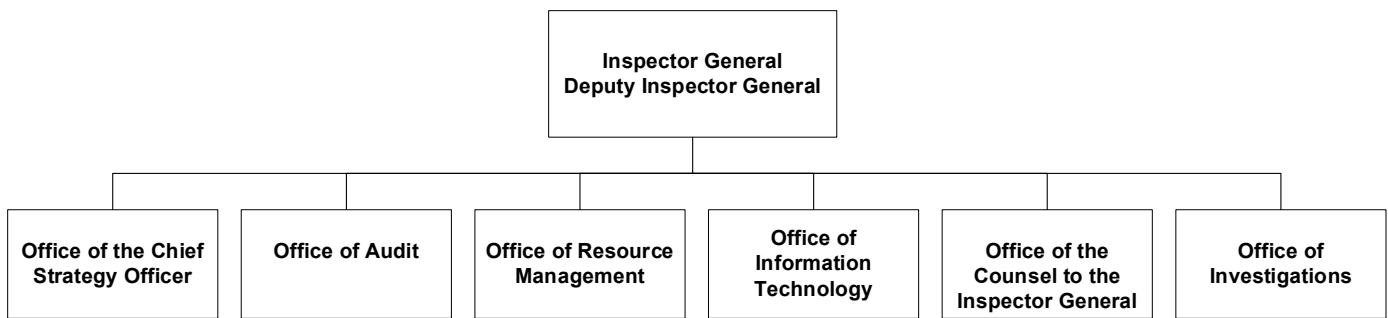 Inspector General
Deputy Inspector General
Office of the Chief
Strategy Officer
Office of Audit
Office of Resource
Management
Office of
Information
Technology
Office of the
Counsel to the
Inspector General
Office of
Investigations